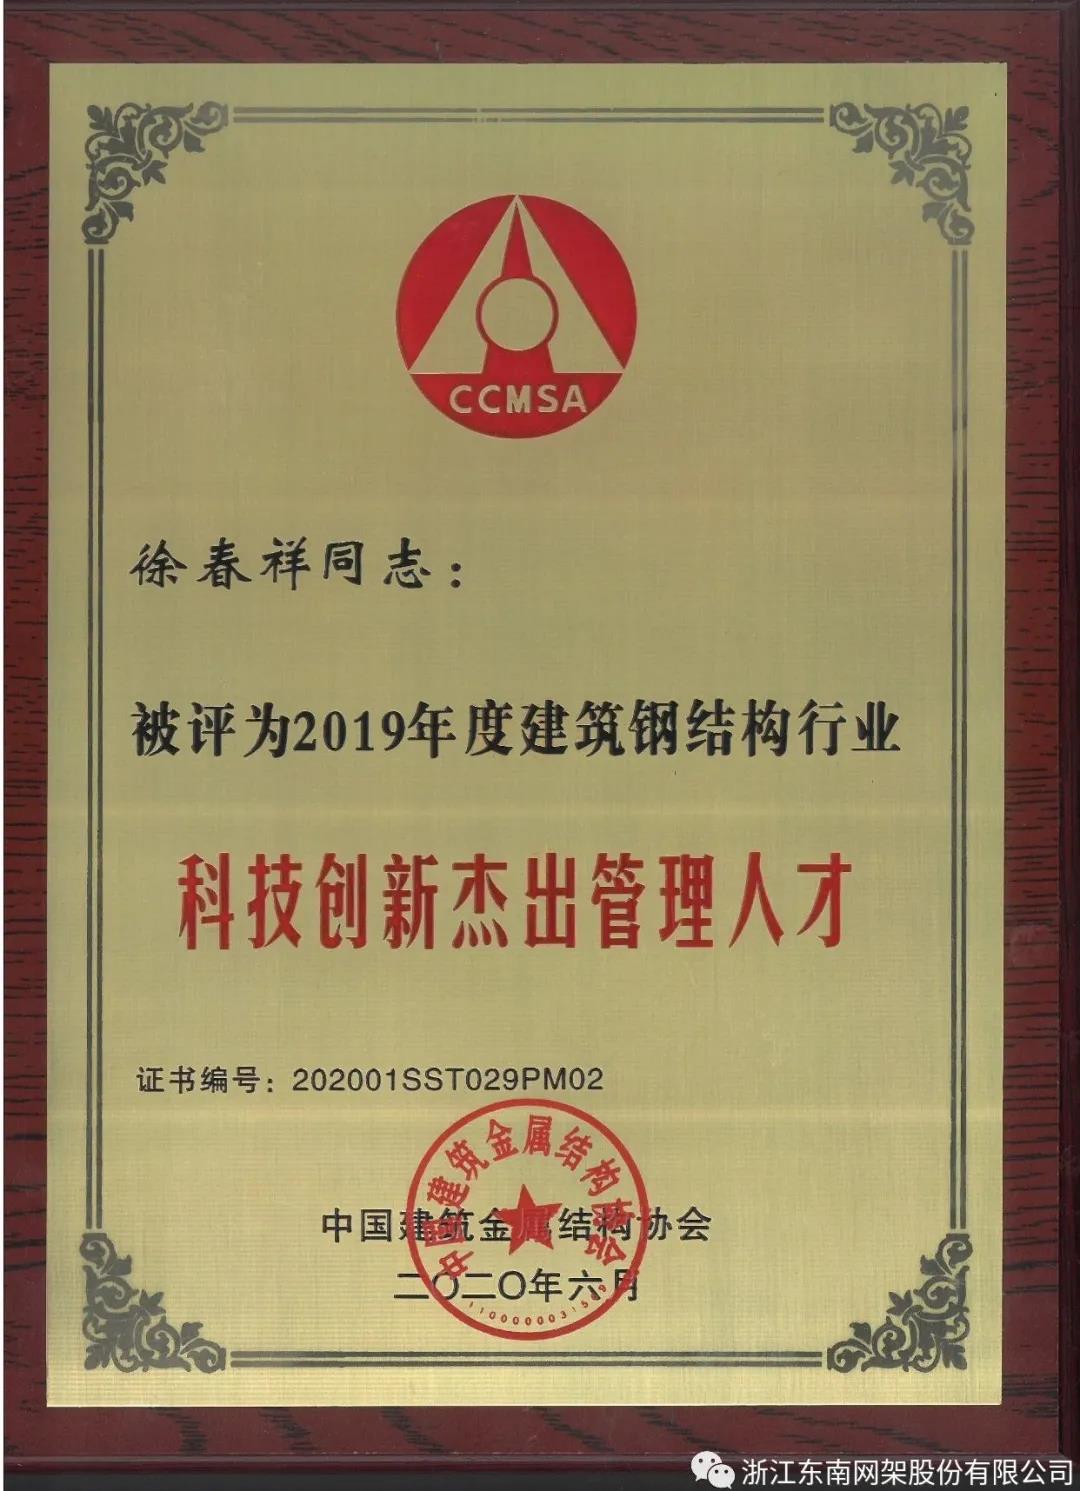 CCMSA
徐春祥同志：
被评为2019年度建筑钢结构行业
科技创新杰出管理人才
证书编号：202001SST029PM02
中国建筑金属结构协会
中国建筑金属结构协会
二〇二〇年六月
浙江东南网架股份有限公司